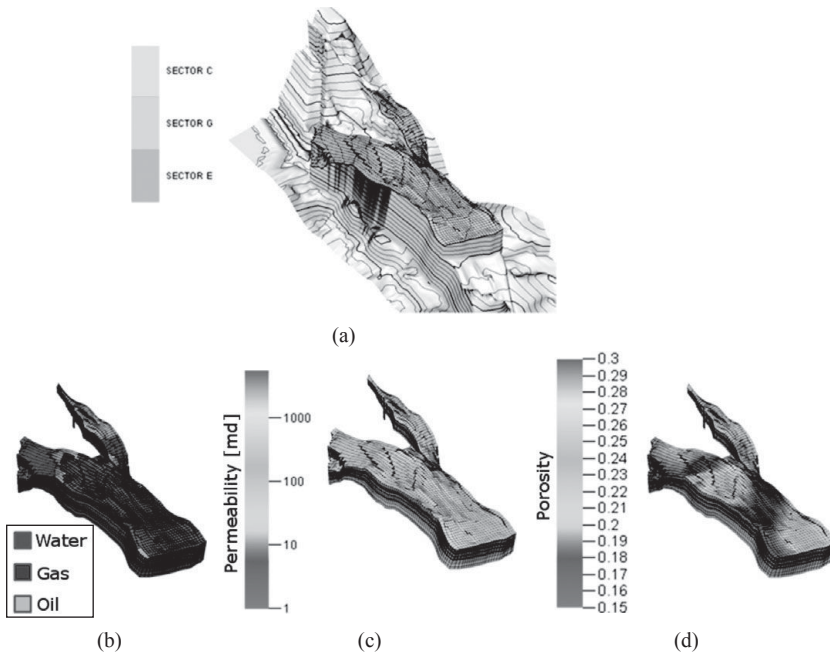 SECTOR C
SECTOR G
SECTOR E
(a)
Water
Gas
Oil
(b)
Permeability [md]
1000
100
10
1
(c)
Porosity
0.3
0.29
0.28
0.27
0.26
0.25
0.24
0.23
0.22
0.21
0.2
0.19
0.18
0.17
0.16
0.15
(d)